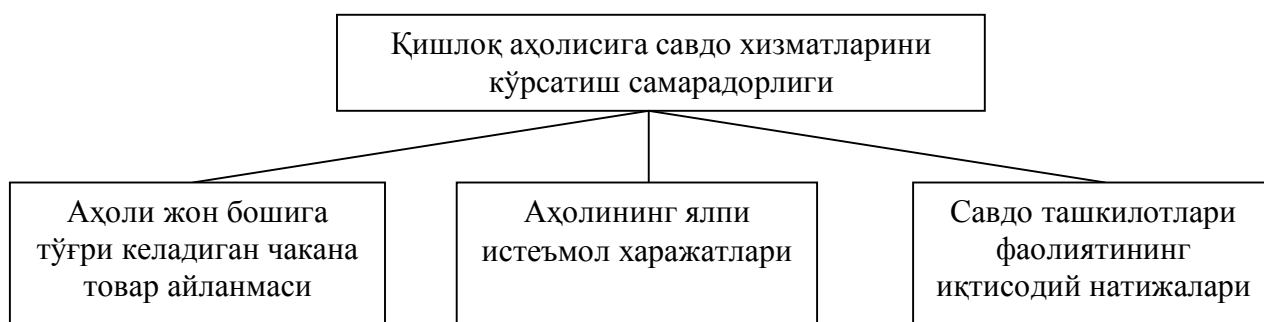 Қишлоқ аҳолисига савдо хизматларини
кўрсатиш самарадорлиги
Аҳоли жон бошига
тўғри келадиган чакана
товар айланмаси
Аҳолининг ялпи
истеъмол харажатлари
Савдо ташкилотлари
фаолиятининг
иқтисодий натижалари